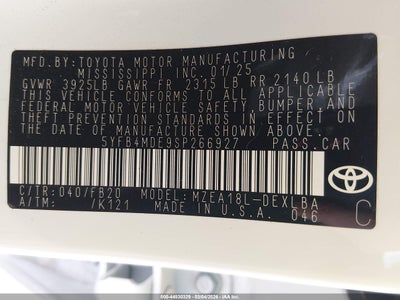 MFD.BY:TOYOTA MOTOR MANUFACTURING
MISSISSIPPI INC. 01/25
GVWR 3925LB GAWR FR 2315 LB RR 2140 LB
THIS VEHICLE CONFORMS TO ALL APPLICABLE
FEDERAL MOTOR VEHICLE SAFETY, BUMPER, AND
THEFT PREVENTION STANDARDS IN EFFECT ON
THE DATE OF MANUFACTURE SHOWN ABOVE.
5YFB4MDE9SP266927 PASS.CAR
C/TR:040/FB20 MODEL:MZEA18L-DEXLBA
A/TM: /K121 MADE IN U.S.A. 046
C
TOYOTA